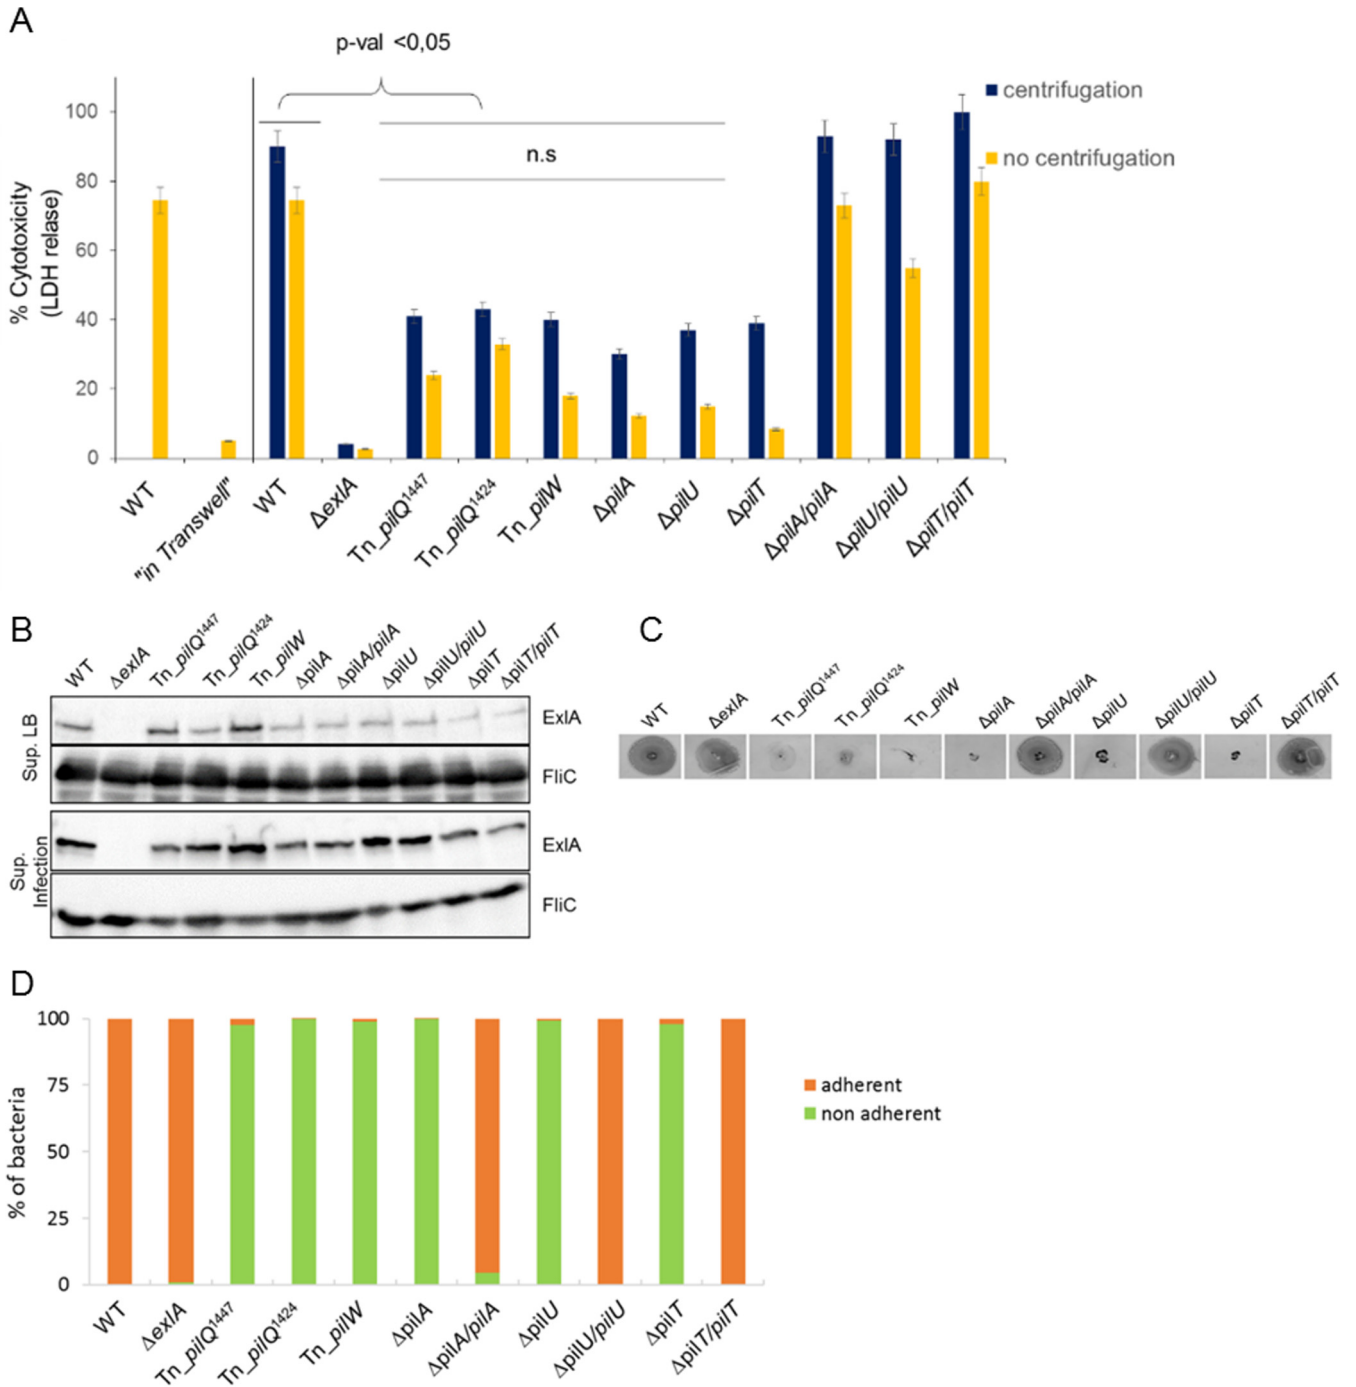 A
p-val <0,05
centrifugation
no centrifugation
n.s
% Cytotoxicity
(LDH relase)
100
80
60
40
20
0
WT
"in Transwell"
WT
ΔexlA
Tn_pilQ¹⁴⁴⁷
Tn_pilQ¹⁴²⁴
Tn_pilW
ΔpilA
ΔpilU
ΔpilT
ΔpilA/pilA
ΔpilU/pilU
ΔpilT/pilT
B
WT
ΔexlA
Tn_pilQ¹⁴⁴⁷
Tn_pilQ¹⁴²⁴
Tn_pilW
ΔpilA
ΔpilA/pilA
ΔpilU
ΔpilU/pilU
ΔpilT
ΔpilT/pilT
Sup. LB
ExlA
FliC
Sup.
Infection
ExlA
FliC
C
WT
ΔexlA
Tn_pilQ¹⁴⁴⁷
Tn_pilQ¹⁴²⁴
Tn_pilW
ΔpilA
ΔpilA/pilA
ΔpilU
ΔpilU/pilU
ΔpilT
ΔpilT/pilT
D
% of bacteria
100
75
50
25
0
adherent
non adherent
WT
ΔexlA
Tn_pilQ¹⁴⁴⁷
Tn_pilQ¹⁴²⁴
Tn_pilW
ΔpilA
ΔpilA/pilA
ΔpilU
ΔpilU/pilU
ΔpilT
ΔpilT/pilT